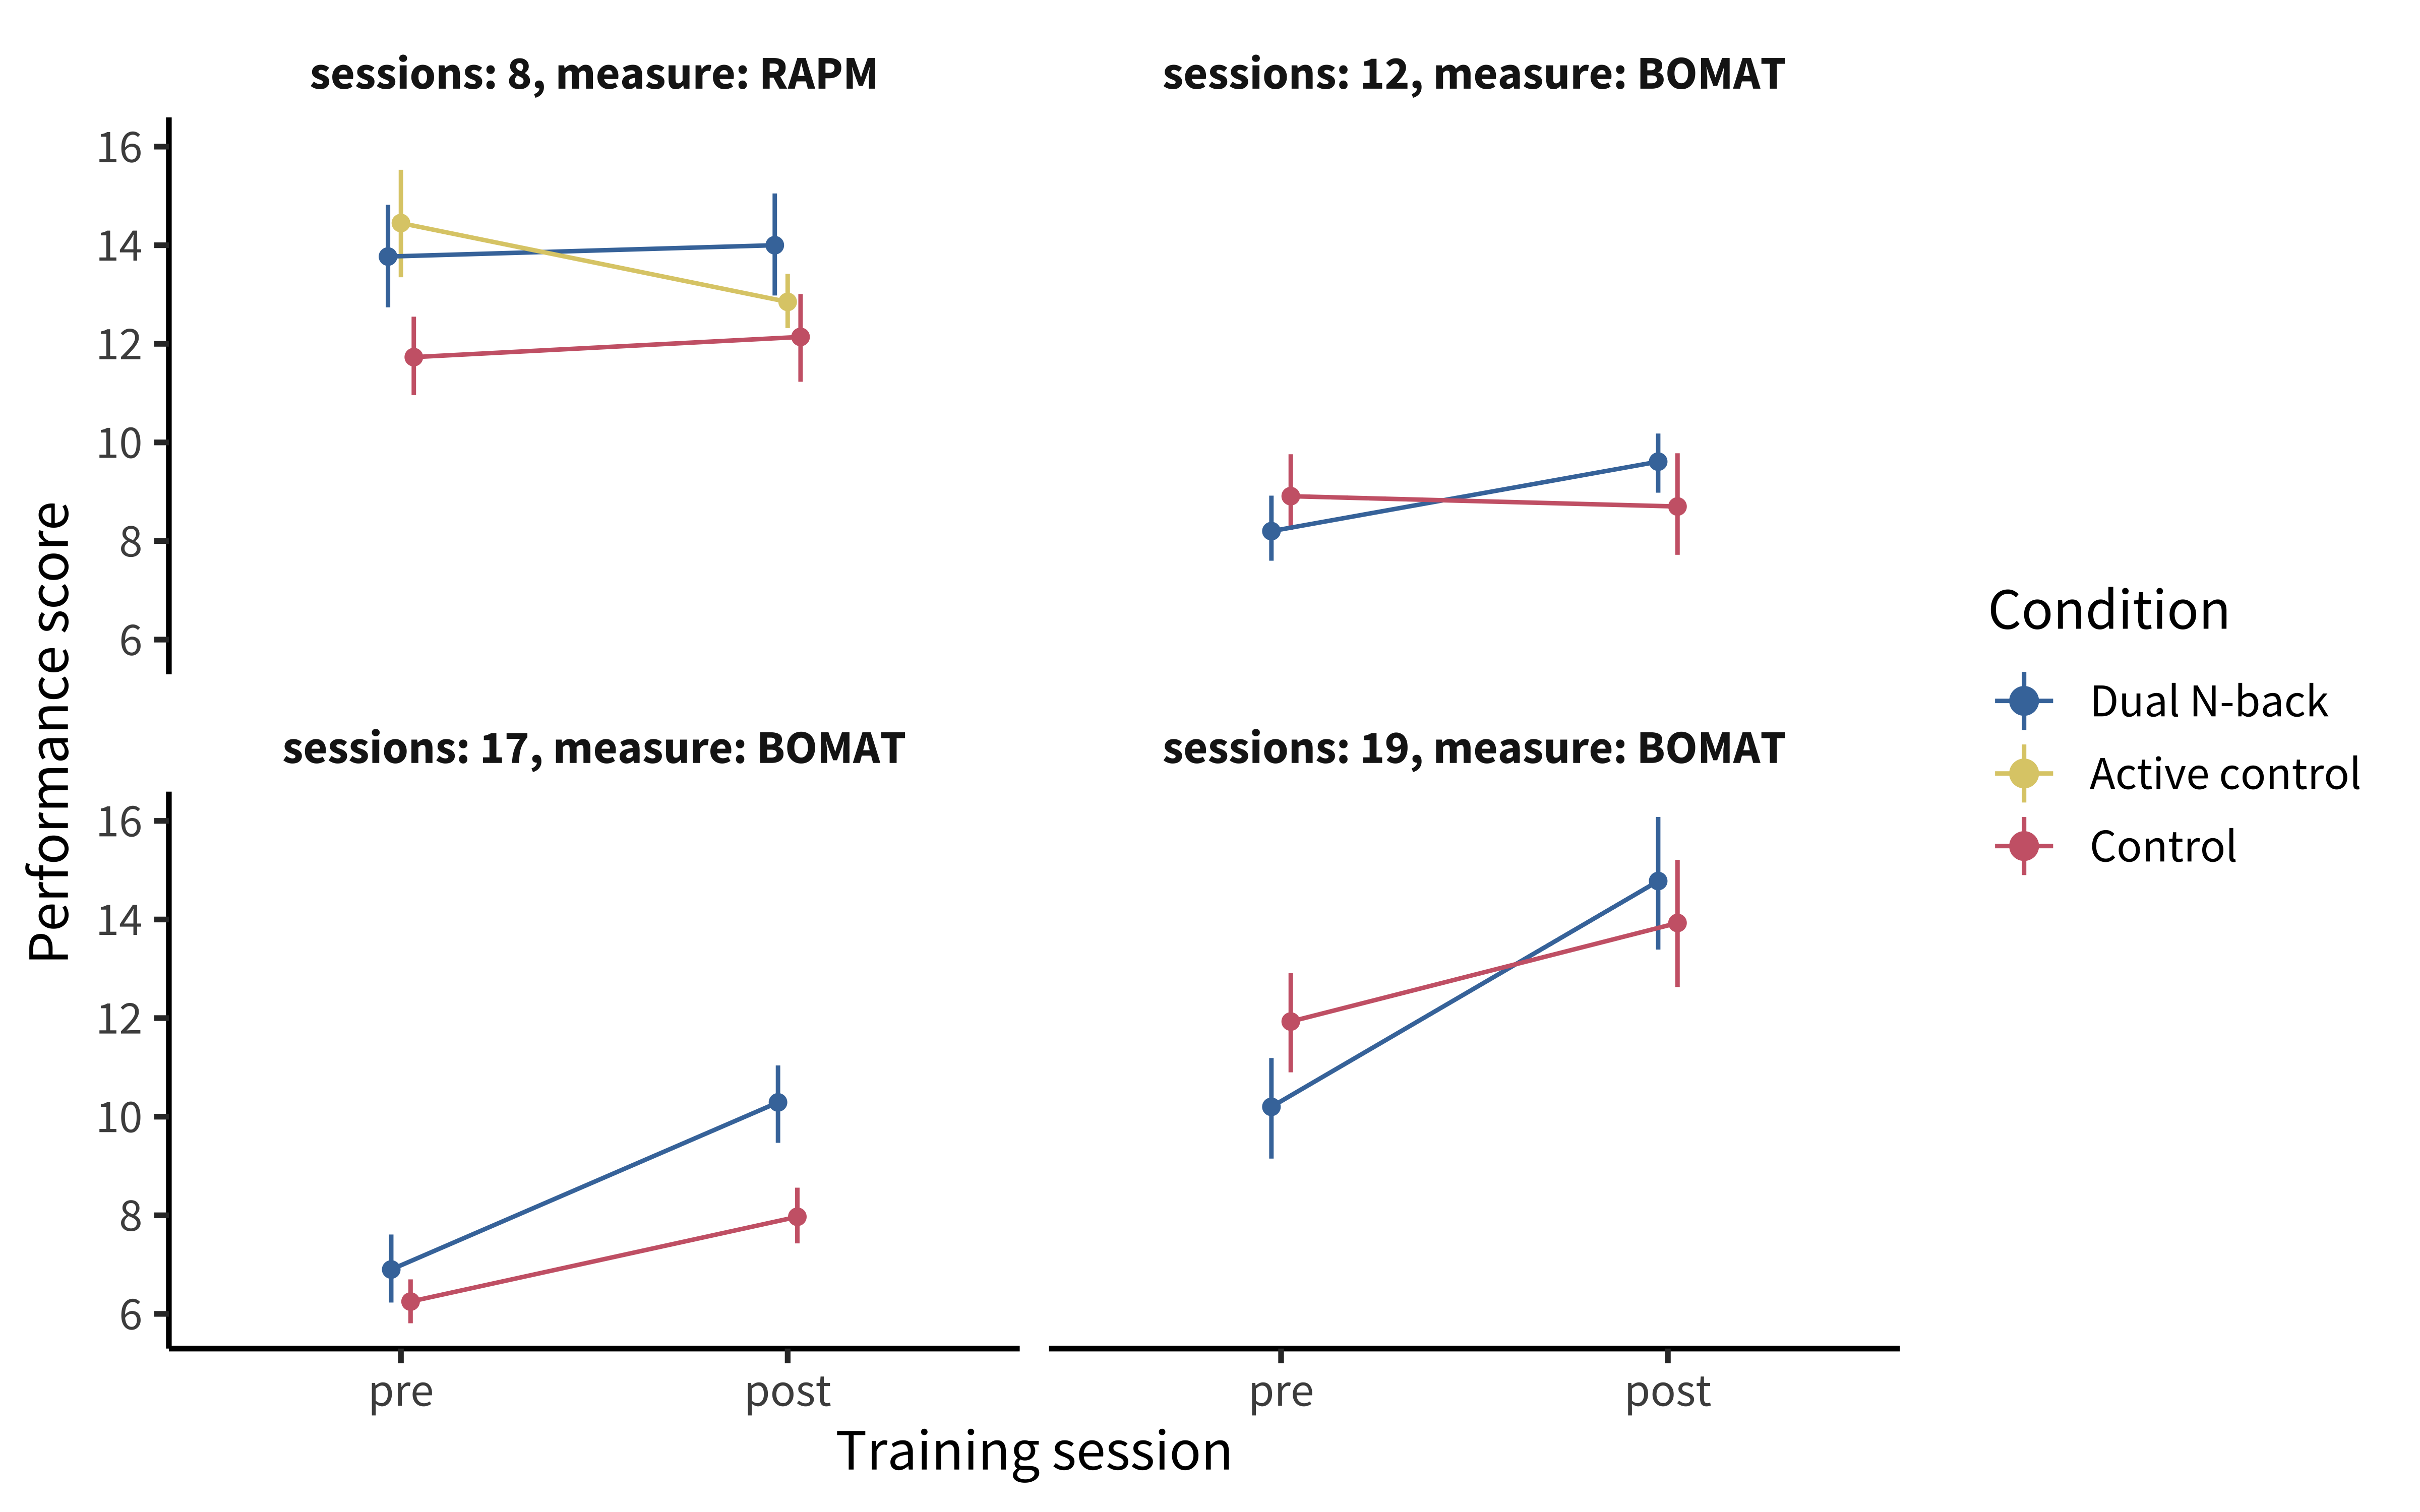 sessions: 8, measure: RAPM
sessions: 12, measure: BOMAT
16
14
12
10
8
6
sessions: 17, measure: BOMAT
sessions: 19, measure: BOMAT
16
14
12
10
8
6
pre
post
pre
post
Training session
Performance score
Condition
Dual N-back
Active control
Control